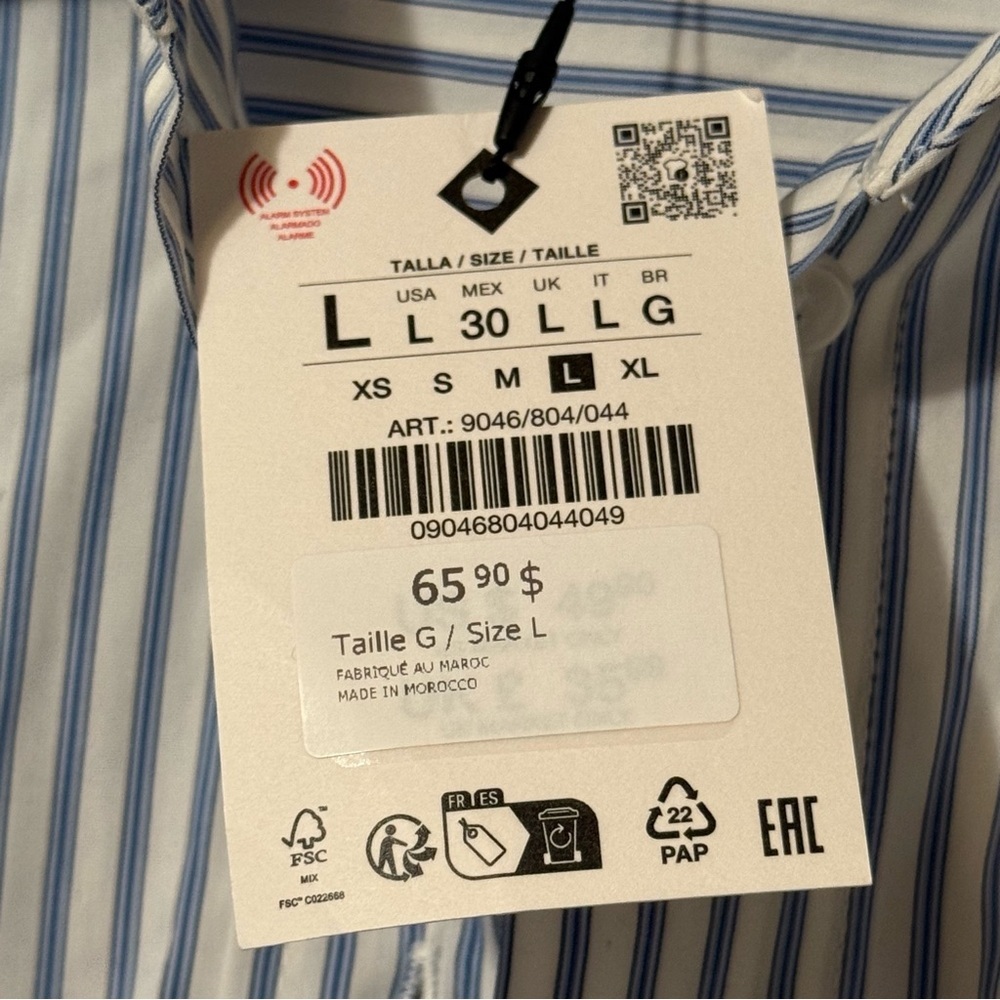 ALARM SYSTEM
ALARMADO
ALARME
TALLA / SIZE / TAILLE
USA MEX UK IT BR
L L 30 L L G
XS S M L XL
ART.: 9046/804/044
09046804044049
65 90 $
Taille G / Size L
FABRIQUÉ AU MAROC
MADE IN MOROCCO
FR ES
FSC™
MIX
FSC® C022668
22
PAP
EAC